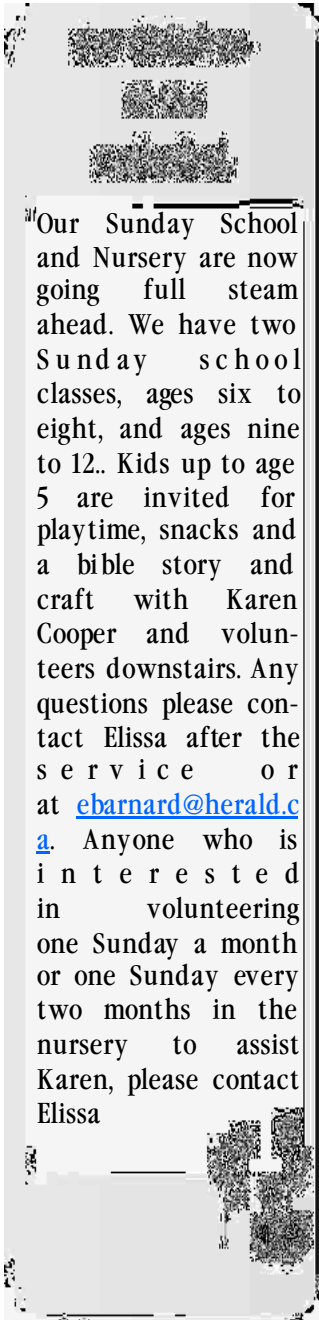 Our Sunday School
and Nursery are now
going full steam
ahead. We have two
Sunday school
classes, ages six to
eight, and ages nine
to 12.. Kids up to age
5 are invited for
playtime, snacks and
a bible story and
craft with Karen
Cooper and volun-
teers downstairs. Any
questions please con-
tact Elissa after the
service or
at ebarnard@herald.c
a. Anyone who is
interested
in volunteering
one Sunday a month
or one Sunday every
two months in the
nursery to assist
Karen, please contact
Elissa